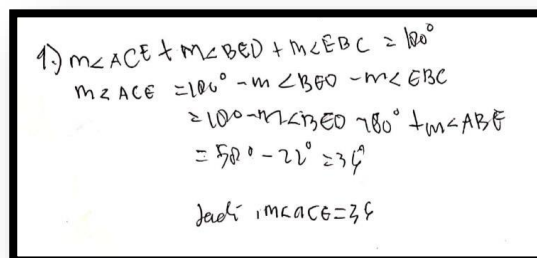 1.) m∠ACE + m∠BED + m∠EBC = 180°
m∠ACE = 180° - m∠BED - m∠EBC
= 180 - m∠BED 180° + m∠ABE
= 58° - 22° = 36°
Jadi, m∠ACE = 36